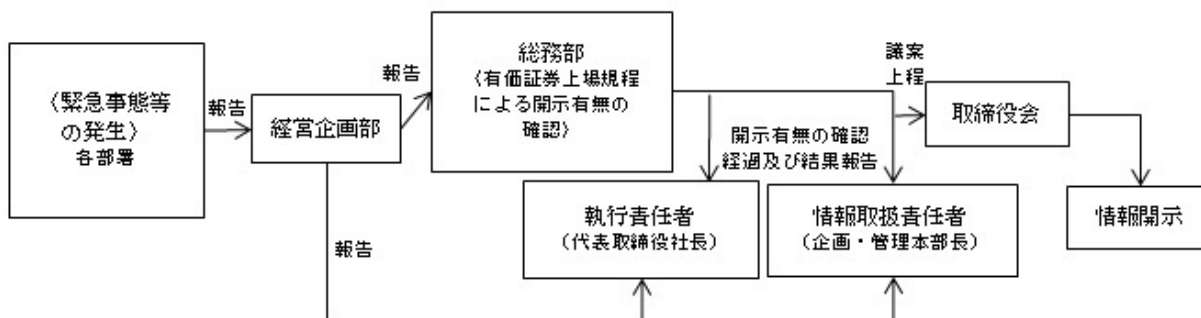 〈緊急事態等
の発生〉
各部署
報告
経営企画部
報告
総務部
〈有価証券上場規程
による開示有無の
確認〉
議案
上程
取締役会
開示有無の確認
経過及び結果報告
執行責任者
(代表取締役社長)
情報取扱責任者
(企画・管理本部長)
情報開示
報告